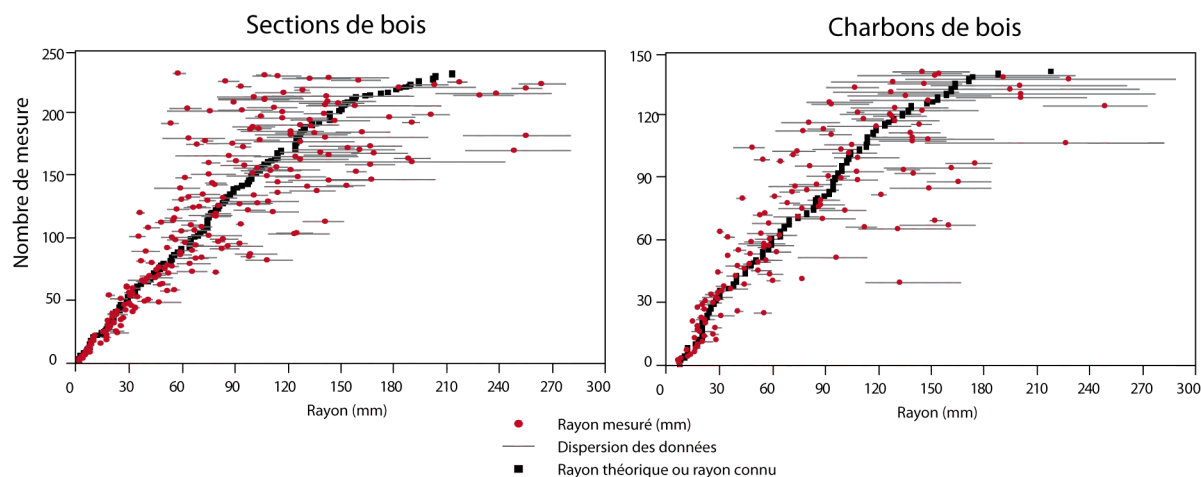 Sections de bois
Charbons de bois
Nombre de mesure
250
200
150
100
50
0
0 30 60 90 120 150 180 210 240 270 300
Rayon (mm)
150
120
90
60
30
0
0 30 60 90 120 150 180 210 240 270 300
Rayon (mm)
Rayon mesuré (mm)
Dispersion des données
Rayon théorique ou rayon connu